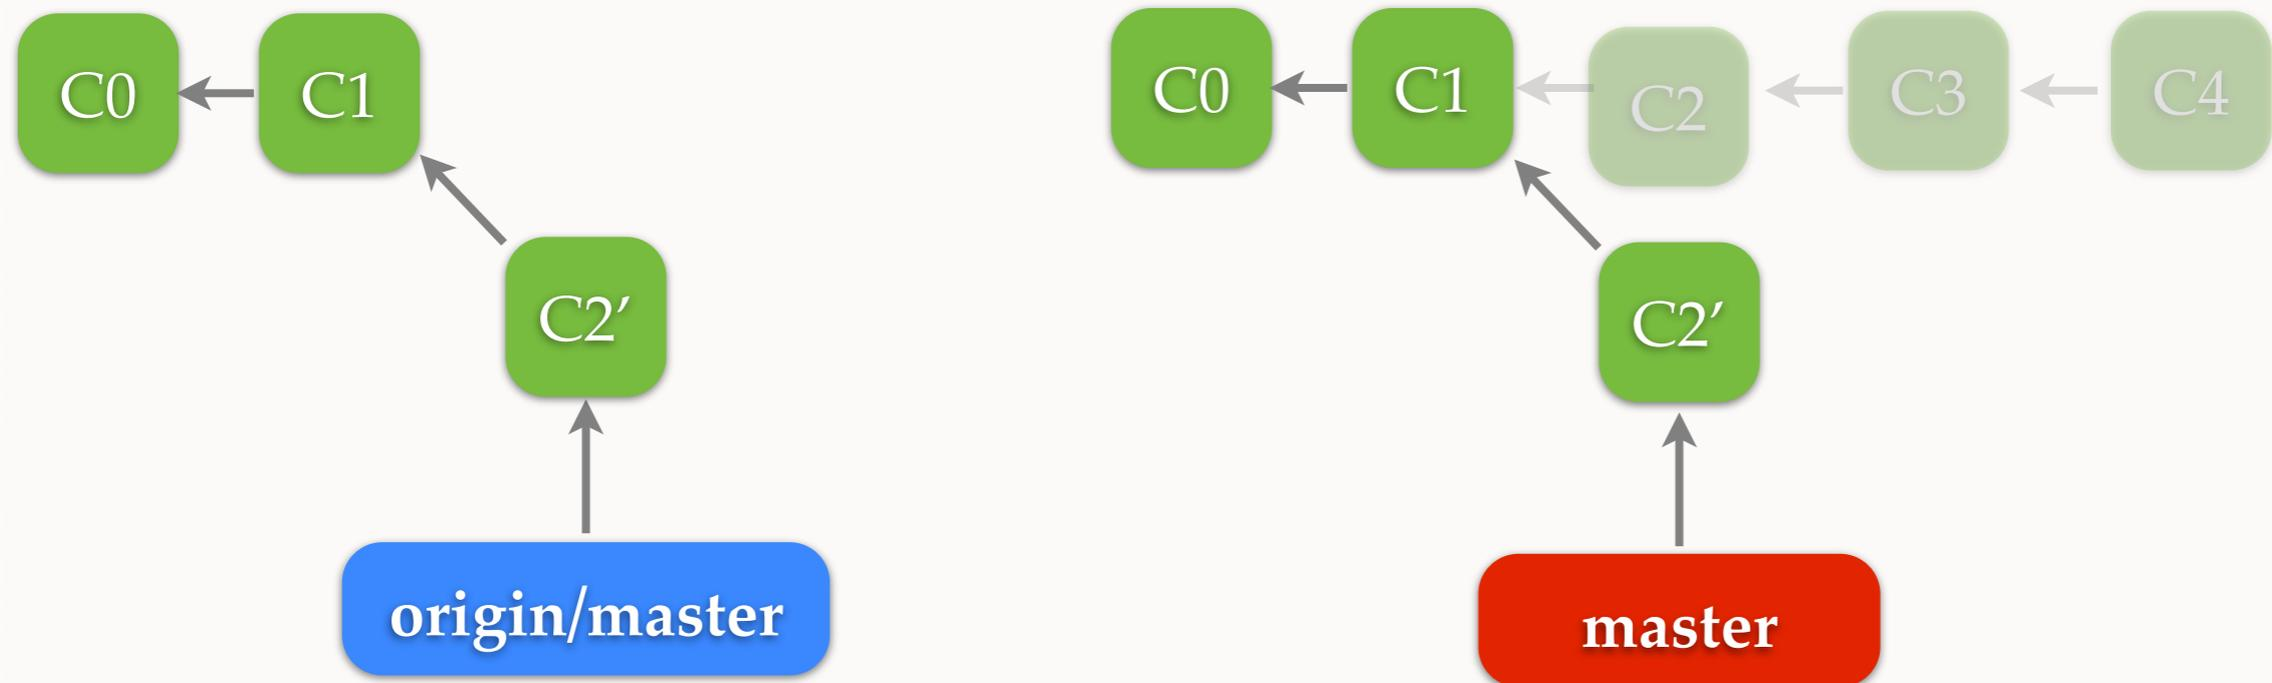 C0
C1
C2’
origin/master
C0
C1
C2
C3
C4
C2’
master